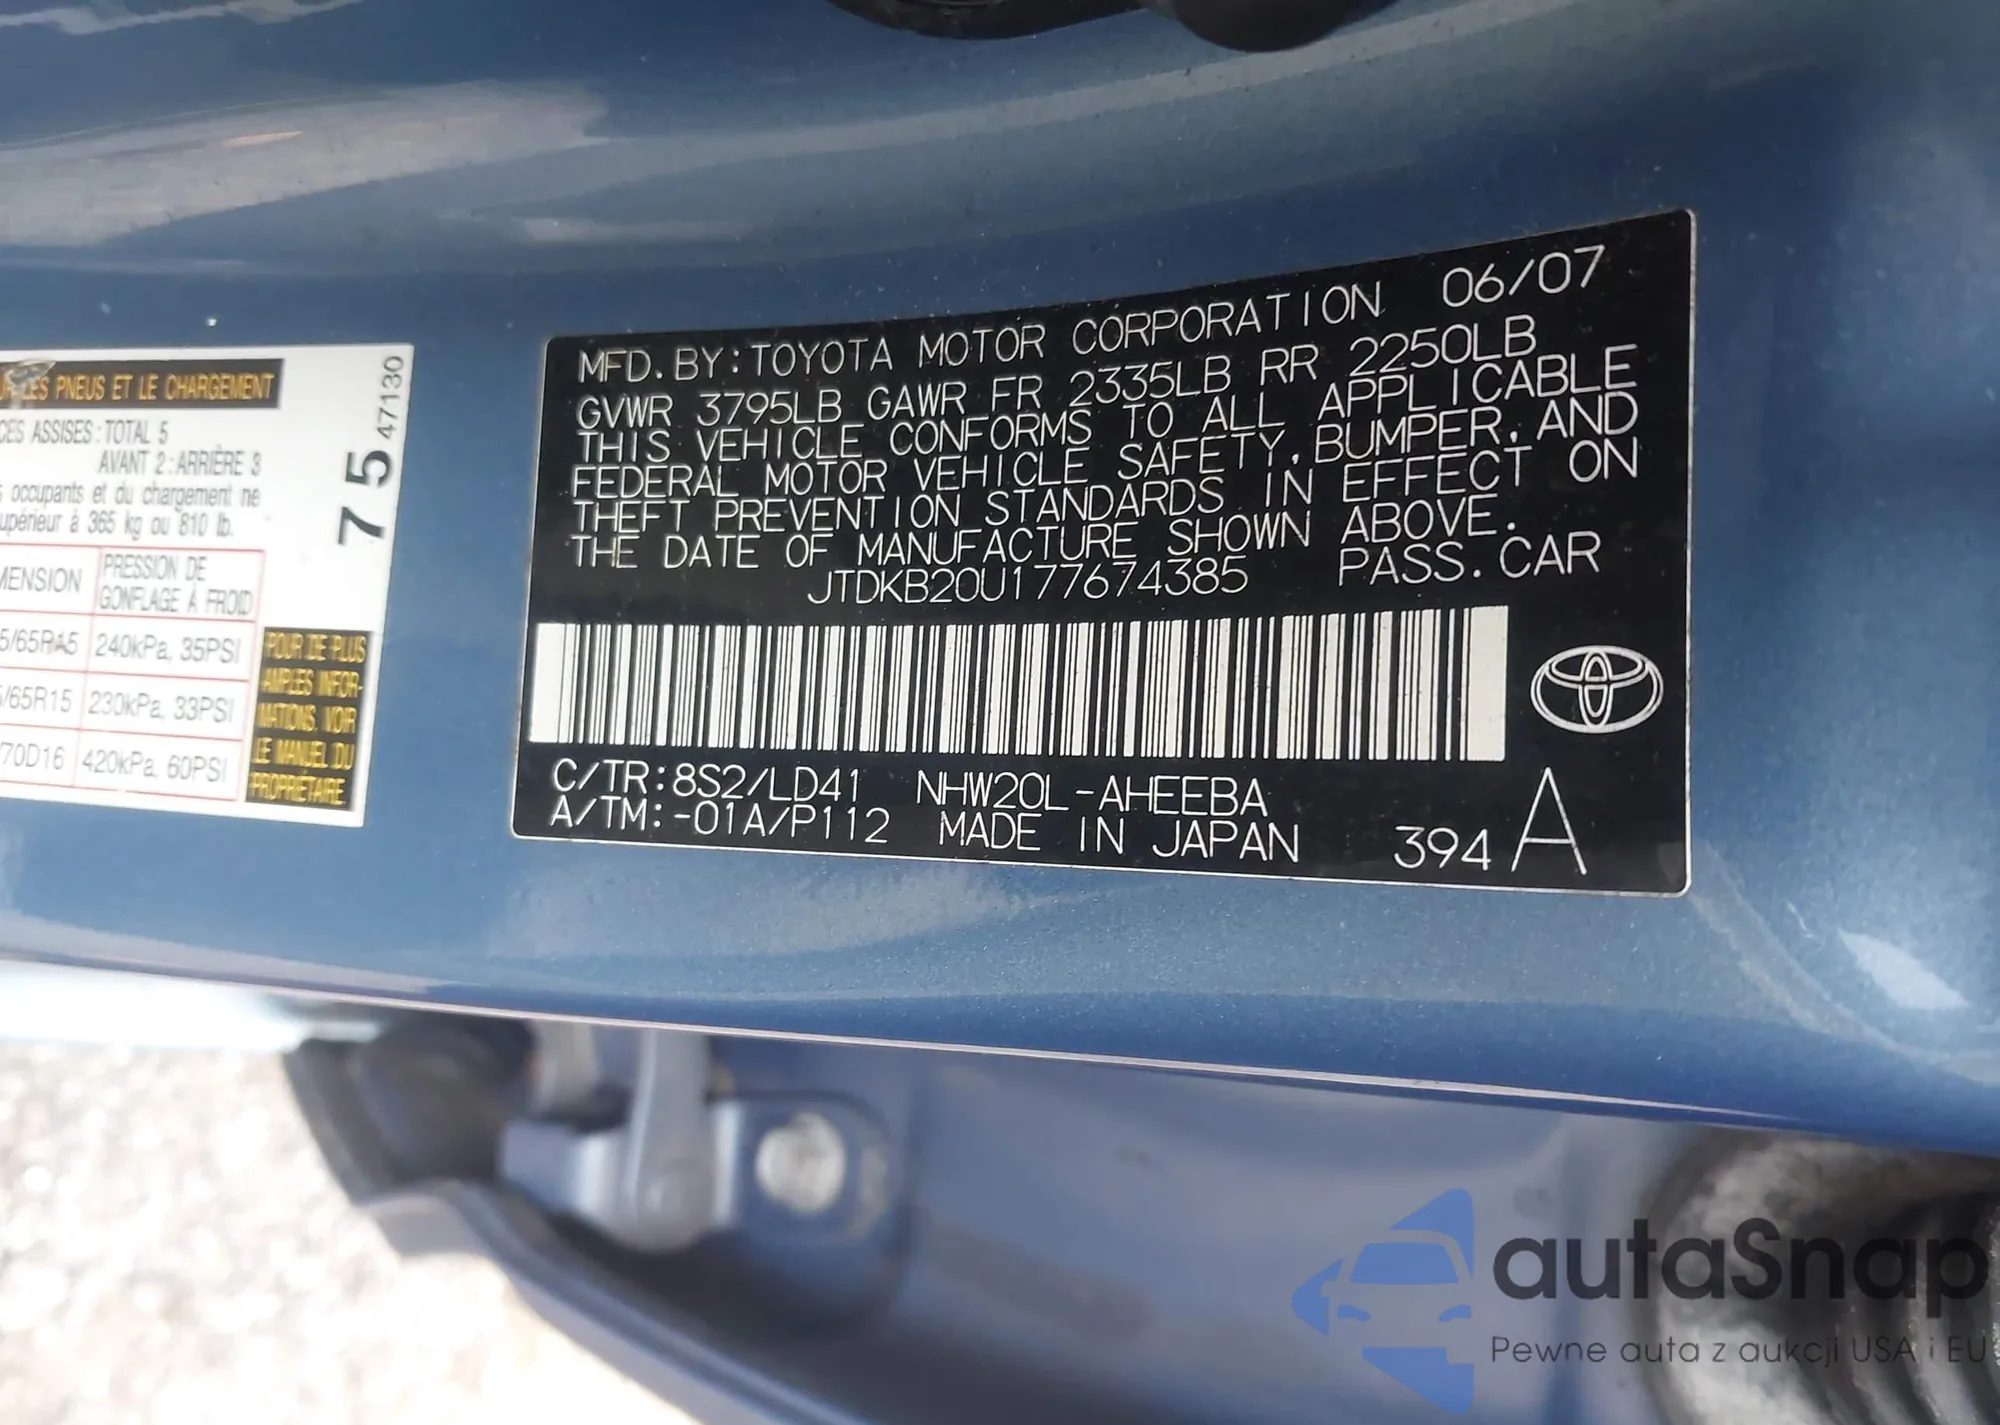 LES PNEUS ET LE CHARGEMENT
ASSISES: TOTAL 5
AVANT 2: ARRIÈRE 3
occupants et du chargement ne
à 365 kg ou 810 lb.
PRESSION DE
GONFLAGE À FROID
5/65R15 240kPa, 35PSI
/65R15 230kPa, 33PSI
70D16 420kPa, 60PSI
75 47130
POUR DE PLUS
AMPLES INFOR-
MATIONS, VOIR
LE MANUEL DU
PROPRIÉTAIRE.
MFD. BY: TOYOTA MOTOR CORPORATION 06/07
GVWR 3795LB GAWR FR 2335LB RR 2250LB
THIS VEHICLE CONFORMS TO ALL APPLICABLE
FEDERAL MOTOR VEHICLE SAFETY, BUMPER, AND
THEFT PREVENTION STANDARDS IN EFFECT ON
THE DATE OF MANUFACTURE SHOWN ABOVE.
JTDKB20U177674385 PASS. CAR
C/TR: 8S2/LD41 NHW20L-AHEEBA
A/TM: -01A/P112 MADE IN JAPAN 394 A
autaSnap
Pewne auta z aukcji USA i EU